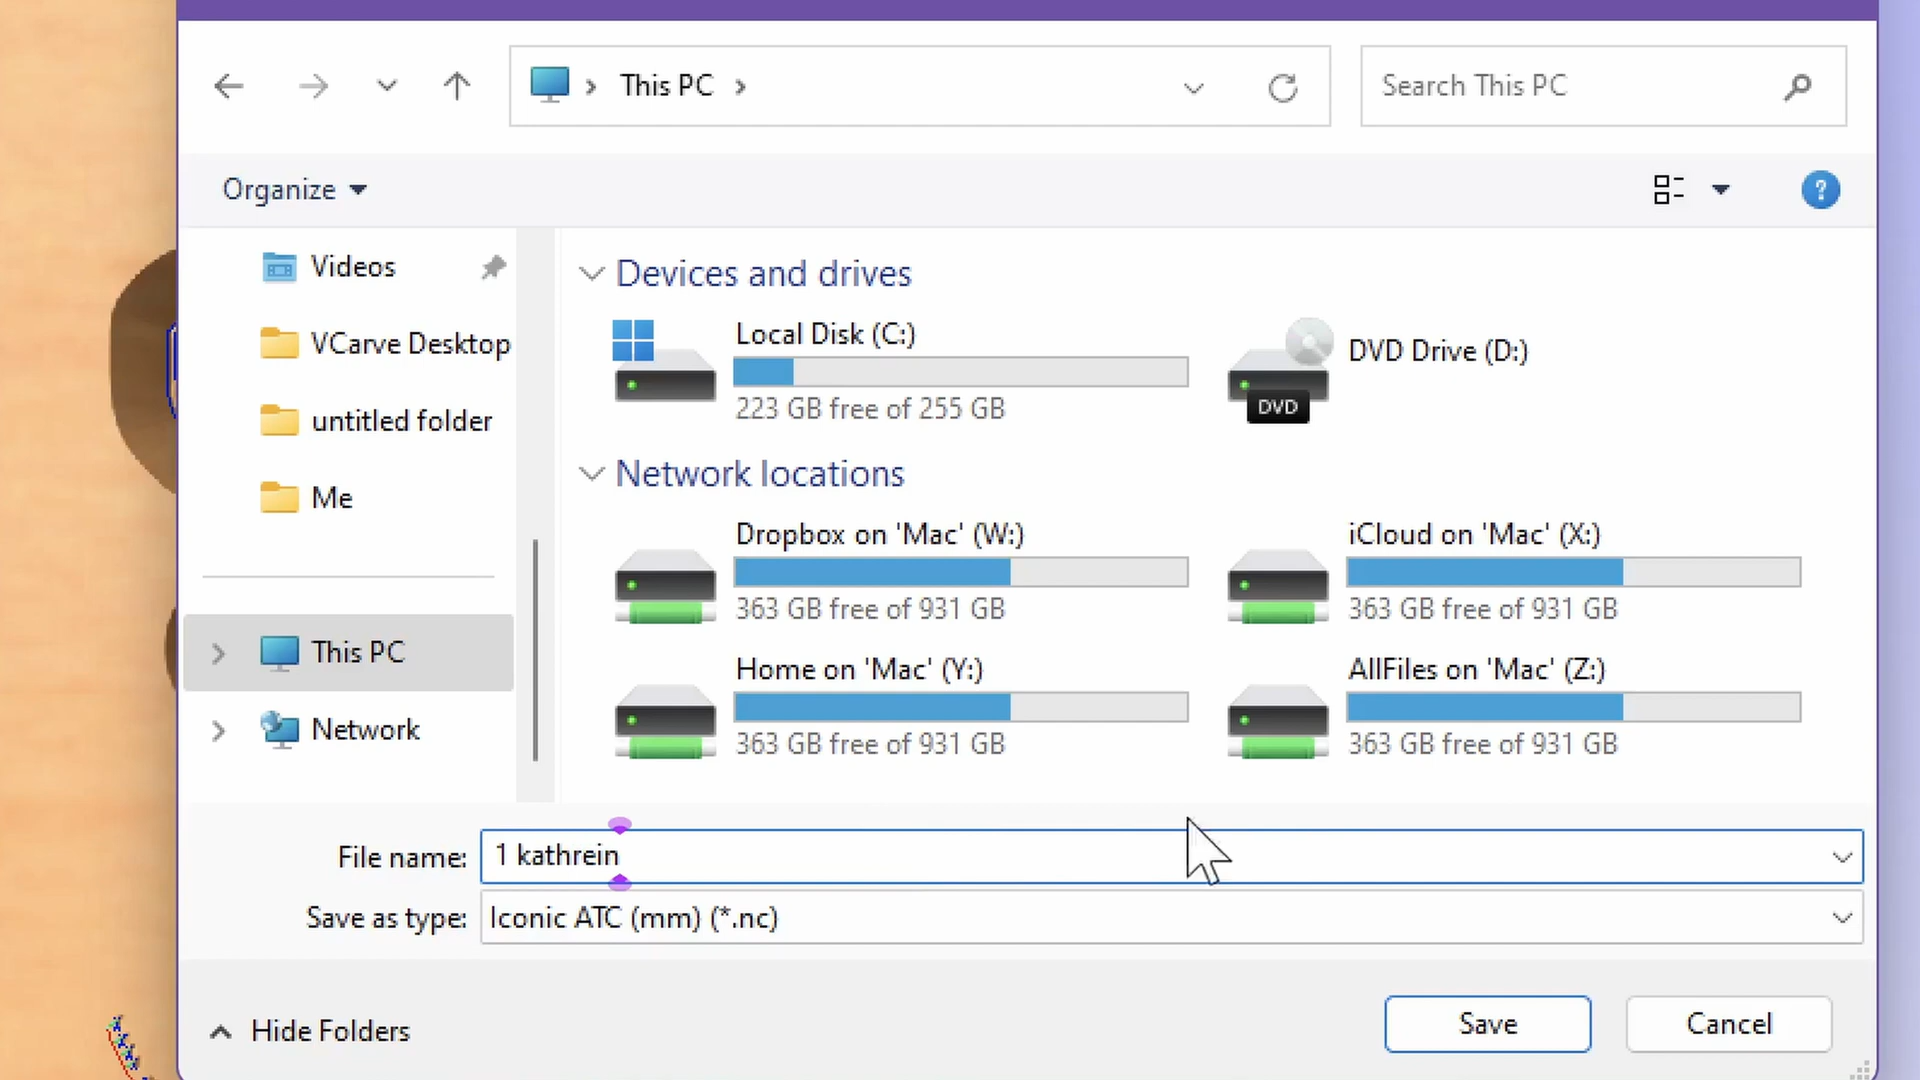 This PC
Search This PC
Organize
Videos
VCarve Desktop
untitled folder
Me
This PC
Network
Devices and drives
Local Disk (C:)
223 GB free of 255 GB
DVD Drive (D:)
DVD
Network locations
Dropbox on 'Mac' (W:)
363 GB free of 931 GB
iCloud on 'Mac' (X:)
363 GB free of 931 GB
Home on 'Mac' (Y:)
363 GB free of 931 GB
AllFiles on 'Mac' (Z:)
363 GB free of 931 GB
File name: 1 kathrein
Save as type: Iconic ATC (mm) (*.nc)
Hide Folders
Save
Cancel